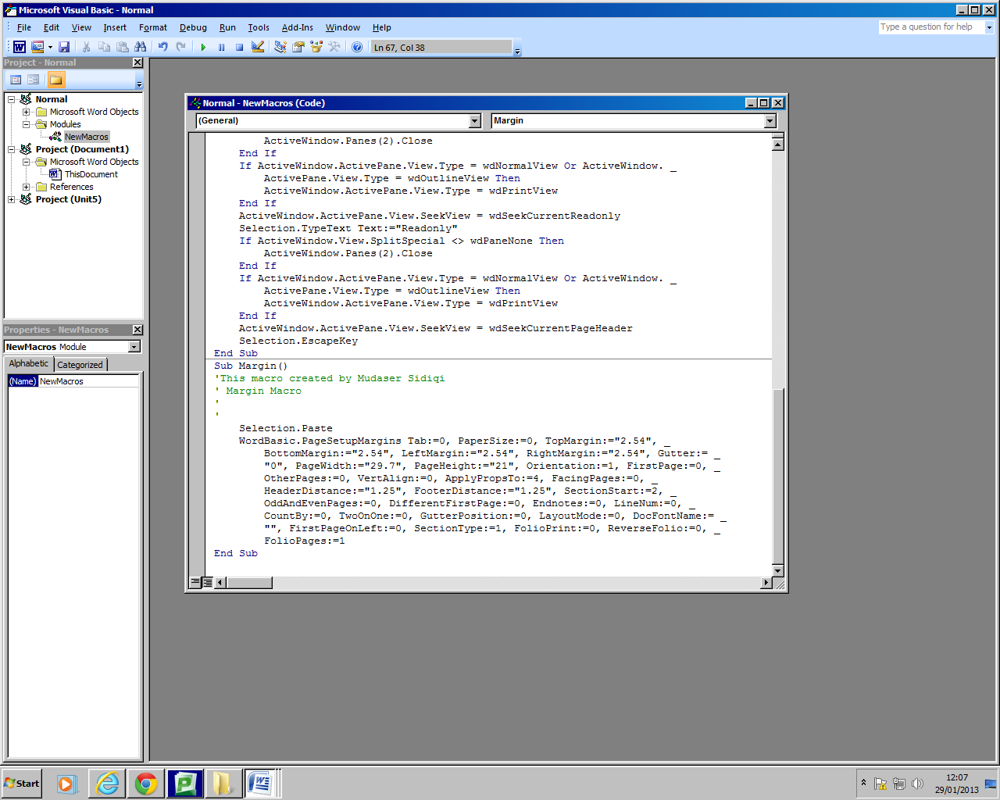 Microsoft Visual Basic - Normal
File Edit View Insert Format Debug Run Tools Add-Ins Window Help
Type a question for help
Ln 67, Col 38
Project - Normal
Normal
Microsoft Word Objects
Modules
NewMacros
Project (Document1)
Microsoft Word Objects
ThisDocument
References
Project (Unit5)
Properties - NewMacros
NewMacros Module
Alphabetic Categorized
(Name) NewMacros
Normal - NewMacros (Code)
(General) Margin
ActiveWindow.Panes(2).Close
End If
If ActiveWindow.ActivePane.View.Type = wdNormalView Or ActiveWindow. _
ActivePane.View.Type = wdOutlineView Then
ActiveWindow.ActivePane.View.Type = wdPrintView
End If
ActiveWindow.ActivePane.View.SeekView = wdSeekCurrentReadonly
Selection.TypeText Text:="Readonly"
If ActiveWindow.View.SplitSpecial <> wdPaneNone Then
ActiveWindow.Panes(2).Close
End If
If ActiveWindow.ActivePane.View.Type = wdNormalView Or ActiveWindow. _
ActivePane.View.Type = wdOutlineView Then
ActiveWindow.ActivePane.View.Type = wdPrintView
End If
ActiveWindow.ActivePane.View.SeekView = wdSeekCurrentPageHeader
Selection.EscapeKey
End Sub
Sub Margin()
'This macro created by Mudaser Sidiqi
' Margin Macro
'
'
Selection.Paste
WordBasic.PageSetupMargins Tab:=0, PaperSize:=0, TopMargin:="2.54", _
BottomMargin:="2.54", LeftMargin:="2.54", RightMargin:="2.54", Gutter:= _
"0", PageWidth:="29.7", PageHeight:="21", Orientation:=1, FirstPage:=0, _
OtherPages:=0, VertAlign:=0, ApplyPropsTo:=4, FacingPages:=0, _
HeaderDistance:="1.25", FooterDistance:="1.25", SectionStart:=2, _
OddAndEvenPages:=0, DifferentFirstPage:=0, Endnotes:=0, LineNum:=0, _
CountBy:=0, TwoOnOne:=0, GutterPosition:=0, LayoutMode:=0, DocFontName:= _
"", FirstPageOnLeft:=0, SectionType:=1, FolioPrint:=0, ReverseFolio:=0, _
FolioPages:=1
End Sub
Start
12:07
29/01/2013